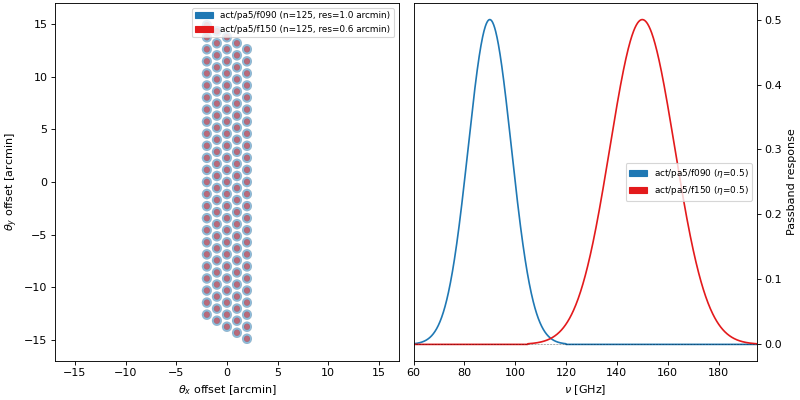 act/pa5/f090 (n=125, res=1.0 arcmin)
act/pa5/f150 (n=125, res=0.6 arcmin)
15
10
5
0
−5
−10
−15
θy offset [arcmin]
−15 −10 −5 0 5 10 15
θx offset [arcmin]
act/pa5/f090 (η=0.5)
act/pa5/f150 (η=0.5)
0.5
0.4
0.3
0.2
0.1
0.0
Passband response
60 80 100 120 140 160 180
ν [GHz]